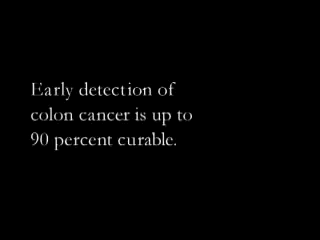 Early detection of
colon cancer is up to
90 percent curable.